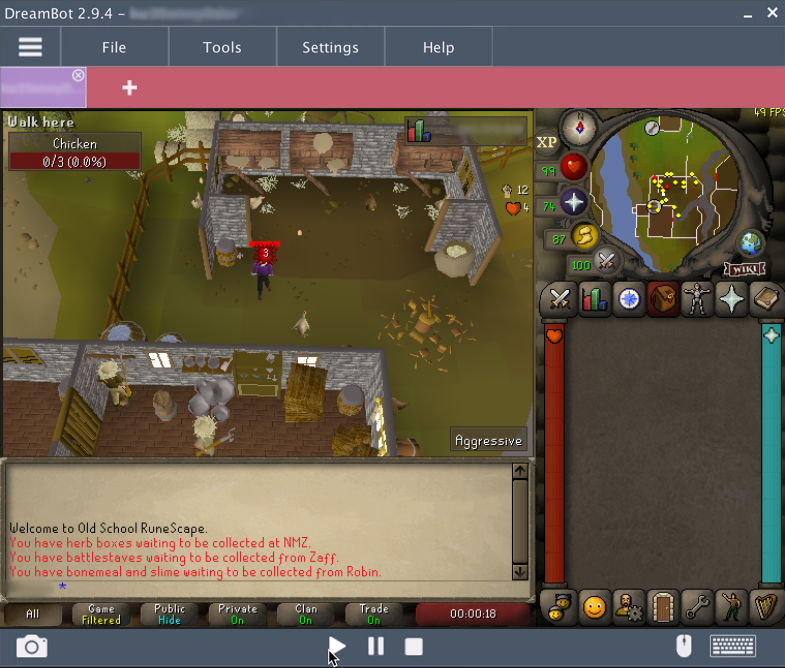 DreamBot 2.9.4 -
File
Tools
Settings
Help
+
Walk here
Chicken
0/3 (0.0%)
12
4
3
Aggressive
49 FPS
XP
99
74
87
100
WIKI
Welcome to Old School RuneScape.
You have herb boxes waiting to be collected at NMZ.
You have battlestaves waiting to be collected from Zaff.
You have bonemeal and slime waiting to be collected from Robin.
*
All
Game
Filtered
Public
Hide
Private
On
Clan
On
Trade
On
00:00:18